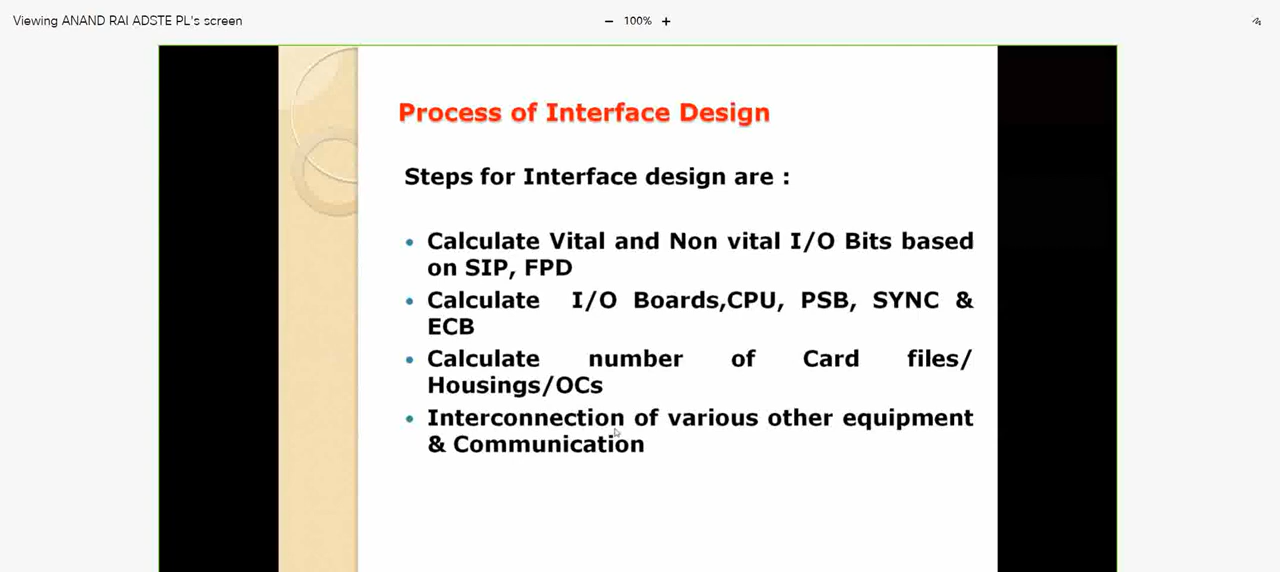 Viewing ANAND RAI ADSTE PL's screen
− 100% +
Process of Interface Design
Steps for Interface design are :
• Calculate Vital and Non vital I/O Bits based
on SIP, FPD
• Calculate I/O Boards,CPU, PSB, SYNC &
ECB
• Calculate number of Card files/
Housings/OCs
• Interconnection of various other equipment
& Communication